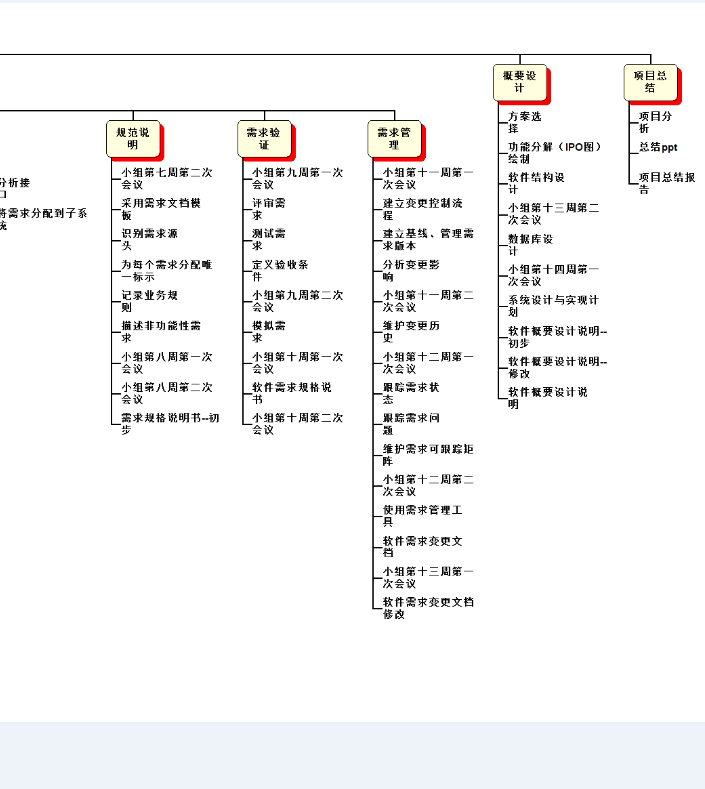 分析接
口
将需求分配到子系
统
规范说
明
小组第七周第二次
会议
采用需求文档模
板
识别需求源
头
为每个需求分配唯
一标示
记录业务规
则
描述非功能性需
求
小组第八周第一次
会议
小组第八周第二次
会议
需求规格说明书--初
步
需求验
证
小组第九周第一次
会议
评审需
求
测试需
求
定义验收条
件
小组第九周第二次
会议
模拟需
求
小组第十周第一次
会议
软件需求规格说
书
小组第十周第二次
会议
需求管
理
小组第十一周第一
次会议
建立变更控制流
程
建立基线、管理需
求版本
分析变更影
响
小组第十一周第二
次会议
维护变更历
史
小组第十二周第一
次会议
跟踪需求状
态
跟踪需求问
题
维护需求可跟踪矩
阵
小组第十二周第二
次会议
使用需求管理工
具
软件需求变更文
档
小组第十三周第一
次会议
软件需求变更文档
修改
概要设
计
方案选
择
功能分解（IPO图）
绘制
软件结构设
计
小组第十三周第二
次会议
数据库设
计
小组第十四周第一
次会议
系统设计与实现计
划
软件概要设计说明--
初步
软件概要设计说明--
修改
软件概要设计说
明
项目总
结
项目分
析
总结ppt
项目总结报
告